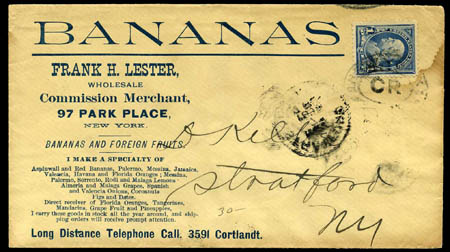 BANANAS
FRANK H. LESTER,
WHOLESALE
Commission Merchant,
97 PARK PLACE,
NEW YORK.
BANANAS AND FOREIGN FRUITS.
I MAKE A SPECIALTY OF
Aspinwall and Red Bananas, Palermo, Messina, Jamaica,
Valencia, Havana and Florida Oranges; Messina,
Palermo, Sorrento, Rodi and Malaga Lemons
Almeria and Malaga Grapes, Spanish
and Valencia Onions, Cocoanuts
Figs and Dates.
Direct receiver of Florida Oranges, Tangerines,
Mandarins, Grape Fruit and Pineapples.
I carry these goods in stock all the year around, and ship-
ping orders will receive prompt attention.
Long Distance Telephone Call. 3591 Cortlandt.
Stratford
NY
30